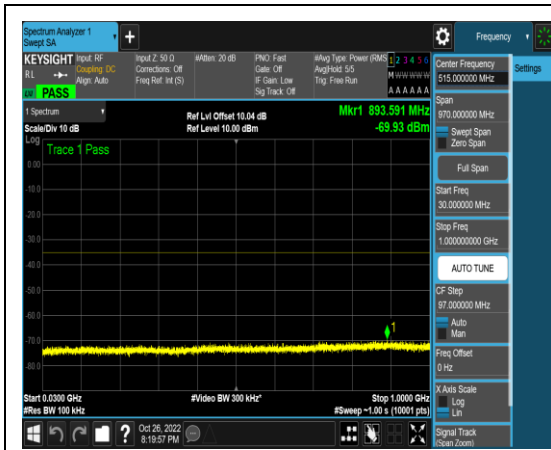 Spectrum Analyzer 1
Swept SA
+
Frequency
KEYSIGHT
RL
PASS
Input: RF
Coupling: DC
Align: Auto
Input Z: 50 Ω
Corrections: Off
Freq Ref: Int (S)
#Atten: 20 dB
PNO: Fast
Gate: Off
IF Gain: Low
Sig Track: Off
#Avg Type: Power (RMS
Avg|Hold: 5/5
Trig: Free Run
1 2 3 4 5 6
M W W W W W
A A A A A A
1 Spectrum
Scale/Div 10 dB
Ref Lvl Offset 10.04 dB
Ref Level 10.00 dBm
Mkr1 893.591 MHz
-69.93 dBm
Log
Trace 1 Pass
0.00
-10.0
-20.0
-30.0
-40.0
-50.0
-60.0
-70.0
-80.0
1
Start 0.0300 GHz
#Res BW 100 kHz
#Video BW 300 kHz*
Stop 1.0000 GHz
#Sweep ~1.00 s (10001 pts)
?
Oct 26, 2022
8:19:57 PM
Center Frequency
515.000000 MHz
Span
970.000000 MHz
Swept Span
Zero Span
Full Span
Start Freq
30.000000 MHz
Stop Freq
1.000000000 GHz
AUTO TUNE
CF Step
97.000000 MHz
Auto
Man
Freq Offset
0 Hz
X Axis Scale
Log
Lin
Signal Track
(Span Zoom)
Settings